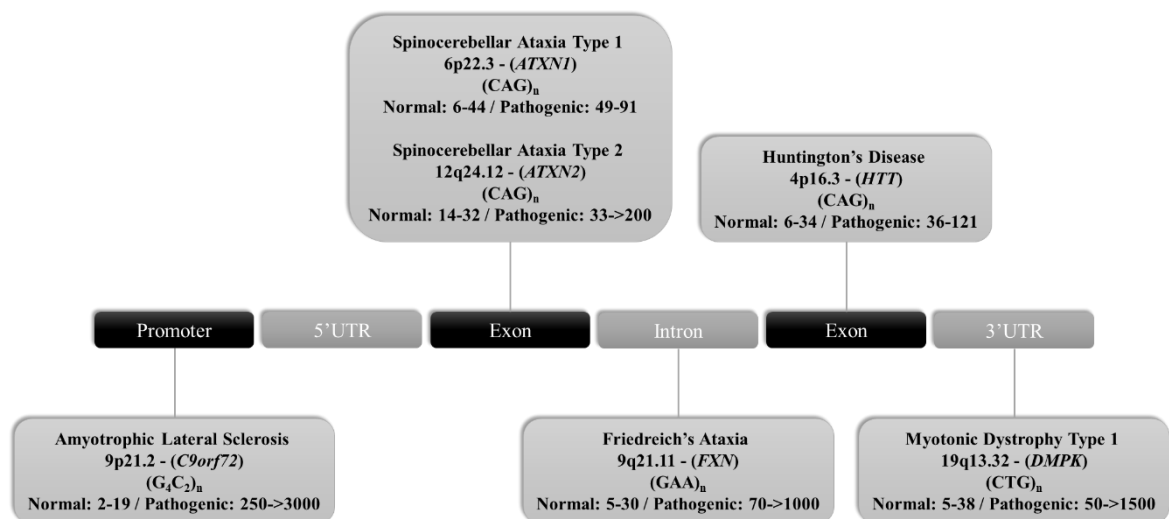 Spinocerebellar Ataxia Type 1
6p22.3 - (ATXN1)
(CAG)n
Normal: 6-44 / Pathogenic: 49-91
Spinocerebellar Ataxia Type 2
12q24.12 - (ATXN2)
(CAG)n
Normal: 14-32 / Pathogenic: 33->200
Huntington's Disease
4p16.3 - (HTT)
(CAG)n
Normal: 6-34 / Pathogenic: 36-121
Promoter
5'UTR
Exon
Intron
Exon
3'UTR
Amyotrophic Lateral Sclerosis
9p21.2 - (C9orf72)
(G4C2)n
Normal: 2-19 / Pathogenic: 250->3000
Friedreich's Ataxia
9q21.11 - (FXN)
(GAA)n
Normal: 5-30 / Pathogenic: 70->1000
Myotonic Dystrophy Type 1
19q13.32 - (DMPK)
(CTG)n
Normal: 5-38 / Pathogenic: 50->1500